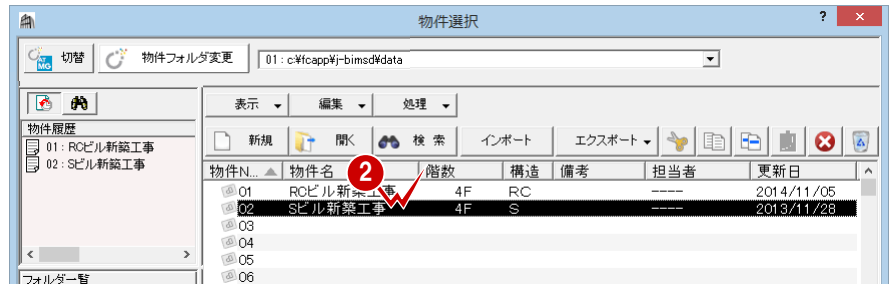 物件選択 ? ×
AT MG 切替 物件フォルダ変更 01 : c:¥fcapp¥j-bimsd¥data
表示 編集 処理
物件履歴
新規 開く 検 索 インポート エクスポート
01 : RCビル新築工事
02 : Sビル新築工事
物件N... 物件名 階数 構造 備考 担当者 更新日
2
01 RCビル新築工事 4F RC ---- 2014/11/05
02 Sビル新築工事 4F S ---- 2013/11/28
03
04
05
06
フォルダ一覧